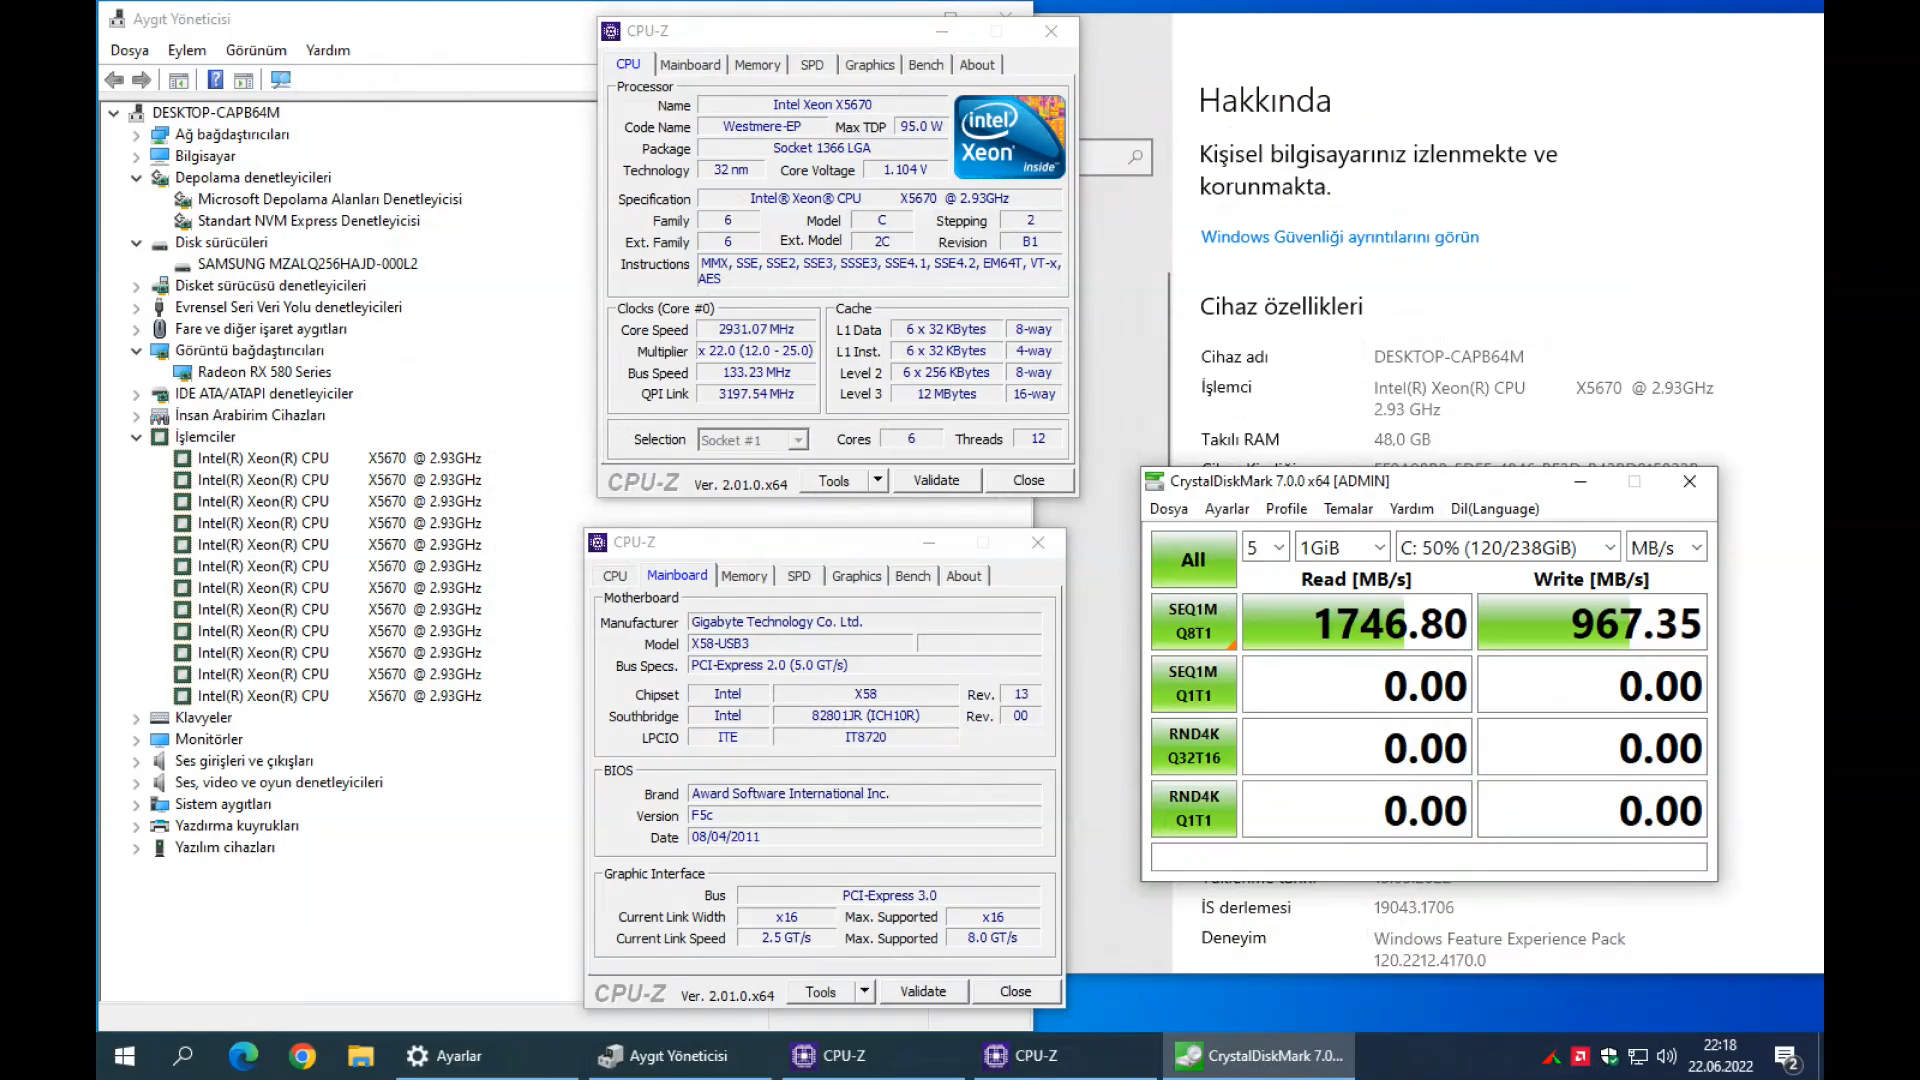 Aygıt Yöneticisi
Dosya Eylem Görünüm Yardım
DESKTOP-CAPB64M
Ağ bağdaştırıcıları
Bilgisayar
Depolama denetleyicileri
Microsoft Depolama Alanları Denetleyicisi
Standart NVM Express Denetleyicisi
Disk sürücüleri
SAMSUNG MZALQ256HAJD-000L2
Disket sürücüsü denetleyicileri
Evrensel Seri Veri Yolu denetleyicileri
Fare ve diğer işaret aygıtları
Görüntü bağdaştırıcıları
Radeon RX 580 Series
IDE ATA/ATAPI denetleyiciler
İnsan Arabirim Cihazları
İşlemciler
Intel(R) Xeon(R) CPU X5670 @ 2.93GHz
Intel(R) Xeon(R) CPU X5670 @ 2.93GHz
Intel(R) Xeon(R) CPU X5670 @ 2.93GHz
Intel(R) Xeon(R) CPU X5670 @ 2.93GHz
Intel(R) Xeon(R) CPU X5670 @ 2.93GHz
Intel(R) Xeon(R) CPU X5670 @ 2.93GHz
Intel(R) Xeon(R) CPU X5670 @ 2.93GHz
Intel(R) Xeon(R) CPU X5670 @ 2.93GHz
Intel(R) Xeon(R) CPU X5670 @ 2.93GHz
Intel(R) Xeon(R) CPU X5670 @ 2.93GHz
Intel(R) Xeon(R) CPU X5670 @ 2.93GHz
Intel(R) Xeon(R) CPU X5670 @ 2.93GHz
Klavyeler
Monitörler
Ses girişleri ve çıkışları
Ses, video ve oyun denetleyicileri
Sistem aygıtları
Yazdırma kuyrukları
Yazılım cihazları
CPU-Z
CPU Mainboard Memory SPD Graphics Bench About
Processor
Name Intel Xeon X5670
Code Name Westmere-EP Max TDP 95.0 W
Package Socket 1366 LGA
Technology 32 nm Core Voltage 1.104 V
intel Xeon inside
Specification Intel® Xeon® CPU X5670 @ 2.93GHz
Family 6 Model C Stepping 2
Ext. Family 6 Ext. Model 2C Revision B1
Instructions MMX, SSE, SSE2, SSE3, SSSE3, SSE4.1, SSE4.2, EM64T, VT-x,
AES
Clocks (Core #0) Cache
Core Speed 2931.07 MHz L1 Data 6 x 32 KBytes 8-way
Multiplier x 22.0 (12.0 - 25.0) L1 Inst. 6 x 32 KBytes 4-way
Bus Speed 133.23 MHz Level 2 6 x 256 KBytes 8-way
QPI Link 3197.54 MHz Level 3 12 MBytes 16-way
Selection Socket #1 Cores 6 Threads 12
CPU-Z Ver. 2.01.0.x64 Tools Validate Close
CPU-Z
CPU Mainboard Memory SPD Graphics Bench About
Motherboard
Manufacturer Gigabyte Technology Co. Ltd.
Model X58-USB3
Bus Specs. PCI-Express 2.0 (5.0 GT/s)
Chipset Intel X58 Rev. 13
Southbridge Intel 82801JR (ICH10R) Rev. 00
LPCIO ITE IT8720
BIOS
Brand Award Software International Inc.
Version F5c
Date 08/04/2011
Graphic Interface
Bus PCI-Express 3.0
Current Link Width x16 Max. Supported x16
Current Link Speed 2.5 GT/s Max. Supported 8.0 GT/s
CPU-Z Ver. 2.01.0.x64 Tools Validate Close
Hakkında
Kişisel bilgisayarınız izlenmekte ve
korunmakta.
Windows Güvenliği ayrıntılarını görün
Cihaz özellikleri
Cihaz adı DESKTOP-CAPB64M
İşlemci Intel(R) Xeon(R) CPU X5670 @ 2.93GHz
2.93 GHz
Takılı RAM 48,0 GB
CrystalDiskMark 7.0.0 x64 [ADMIN]
Dosya Ayarlar Profile Temalar Yardım Dil(Language)
All 5 1GiB C: 50% (120/238GiB) MB/s
Read [MB/s] Write [MB/s]
SEQ1M Q8T1 1746.80 967.35
SEQ1M Q1T1 0.00 0.00
RND4K Q32T16 0.00 0.00
RND4K Q1T1 0.00 0.00
İS derlemesi 19043.1706
Deneyim Windows Feature Experience Pack
120.2212.4170.0
Ayarlar Aygıt Yöneticisi CPU-Z CPU-Z CrystalDiskMark 7.0... 22:18
22.06.2022
2